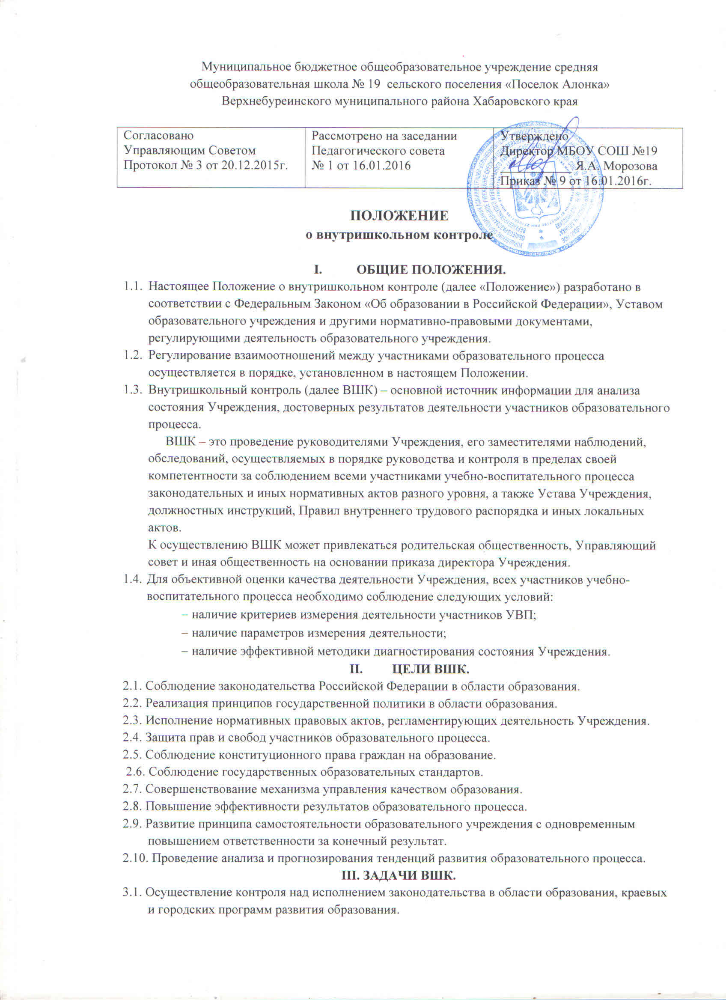 Муниципальное бюджетное общеобразовательное учреждение средняя
общеобразовательная школа № 19 сельского поселения «Поселок Алонка»
Верхнебуреинского муниципального района Хабаровского края
Согласовано
Управляющим Советом
Протокол № 3 от 20.12.2015г.
Рассмотрено на заседании
Педагогического совета
№ 1 от 16.01.2016
Утверждено
Директор МБОУ СОШ №19
Я.А. Морозова
Приказ № 9 от 16.01.2016г.
ПОЛОЖЕНИЕ
о внутришкольном контроле
I. ОБЩИЕ ПОЛОЖЕНИЯ.
1.1. Настоящее Положение о внутришкольном контроле (далее «Положение») разработано в
соответствии с Федеральным Законом «Об образовании в Российской Федерации», Уставом
образовательного учреждения и другими нормативно-правовыми документами,
регулирующими деятельность образовательного учреждения.
1.2. Регулирование взаимоотношений между участниками образовательного процесса
осуществляется в порядке, установленном в настоящем Положении.
1.3. Внутришкольный контроль (далее ВШК) – основной источник информации для анализа
состояния Учреждения, достоверных результатов деятельности участников образовательного
процесса.
ВШК – это проведение руководителями Учреждения, его заместителями наблюдений,
обследований, осуществляемых в порядке руководства и контроля в пределах своей
компетентности за соблюдением всеми участниками учебно-воспитательного процесса
законодательных и иных нормативных актов разного уровня, а также Устава Учреждения,
должностных инструкций, Правил внутреннего трудового распорядка и иных локальных
актов.
К осуществлению ВШК может привлекаться родительская общественность, Управляющий
совет и иная общественность на основании приказа директора Учреждения.
1.4. Для объективной оценки качества деятельности Учреждения, всех участников учебно-
воспитательного процесса необходимо соблюдение следующих условий:
– наличие критериев измерения деятельности участников УВП;
– наличие параметров измерения деятельности;
– наличие эффективной методики диагностирования состояния Учреждения.
II. ЦЕЛИ ВШК.
2.1. Соблюдение законодательства Российской Федерации в области образования.
2.2. Реализация принципов государственной политики в области образования.
2.3. Исполнение нормативных правовых актов, регламентирующих деятельность Учреждения.
2.4. Защита прав и свобод участников образовательного процесса.
2.5. Соблюдение конституционного права граждан на образование.
2.6. Соблюдение государственных образовательных стандартов.
2.7. Совершенствование механизма управления качеством образования.
2.8. Повышение эффективности результатов образовательного процесса.
2.9. Развитие принципа самостоятельности образовательного учреждения с одновременным
повышением ответственности за конечный результат.
2.10. Проведение анализа и прогнозирования тенденций развития образовательного процесса.
III. ЗАДАЧИ ВШК.
3.1. Осуществление контроля над исполнением законодательства в области образования, краевых
и городских программ развития образования.